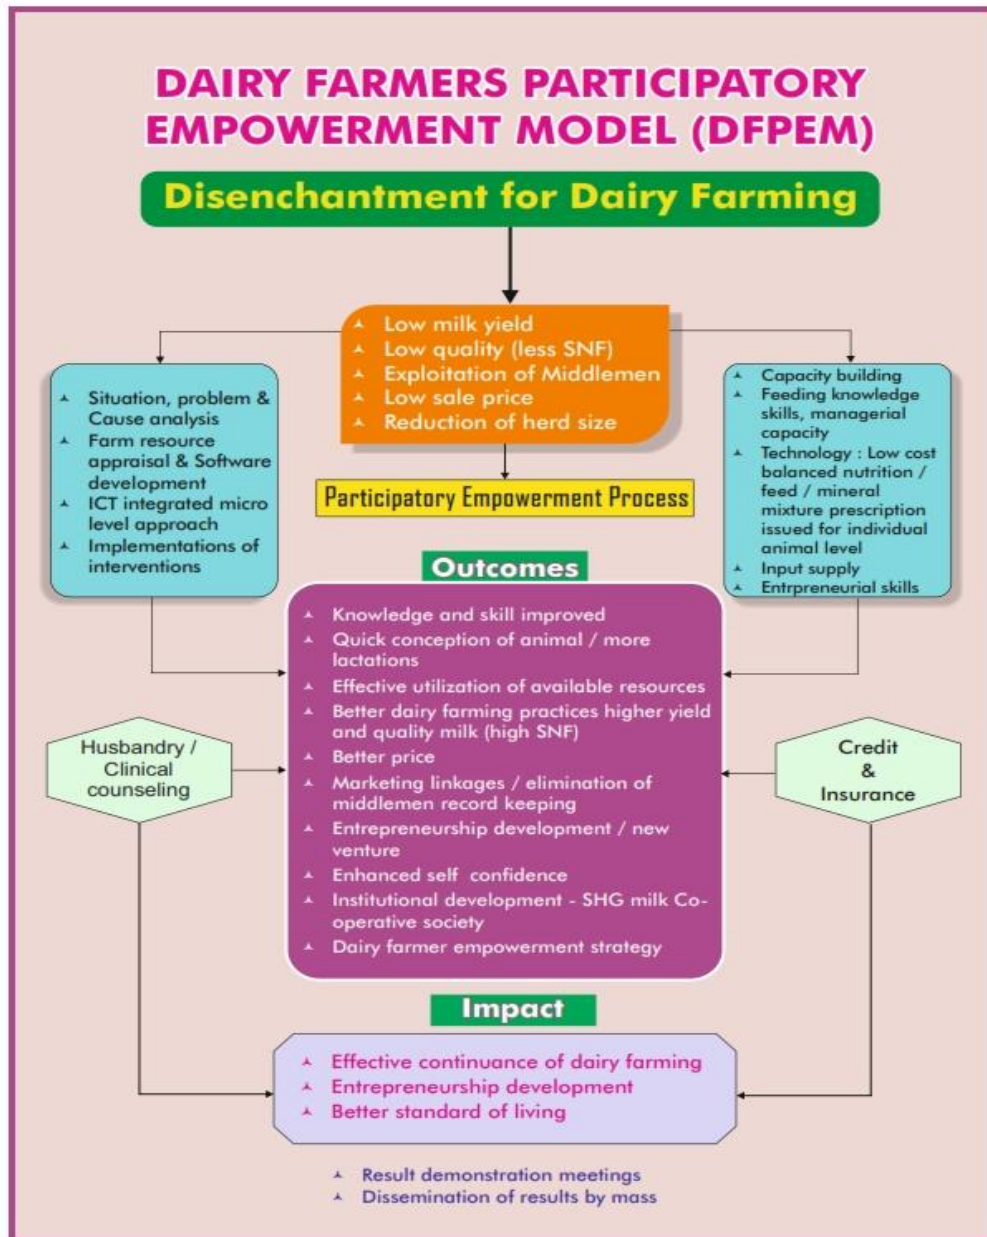 DAIRY FARMERS PARTICIPATORY
EMPOWERMENT MODEL (DFPEM)
Disenchantment for Dairy Farming
Low milk yield
Low quality (less SNF)
Exploitation of Middlemen
Low sale price
Reduction of herd size
Situation, problem &
Cause analysis
Farm resource
appraisal & Software
development
ICT integrated micro
level approach
Implementations of
interventions
Capacity building
Feeding knowledge
skills, managerial
capacity
Technology : Low cost
balanced nutrition /
feed / mineral
mixture prescription
issued for individual
animal level
Input supply
Entrpreneurial skills
Participatory Empowerment Process
Outcomes
Knowledge and skill improved
Quick conception of animal / more
lactations
Effective utilization of available resources
Better dairy farming practices higher yield
and quality milk (high SNF)
Better price
Marketing linkages / elimination of
middlemen record keeping
Entrepreneurship development / new
venture
Enhanced self confidence
Institutional development - SHG milk Co-
operative society
Dairy farmer empowerment strategy
Husbandry /
Clinical
counseling
Credit
&
Insurance
Impact
Effective continuance of dairy farming
Entrepreneurship development
Better standard of living
Result demonstration meetings
Dissemination of results by mass